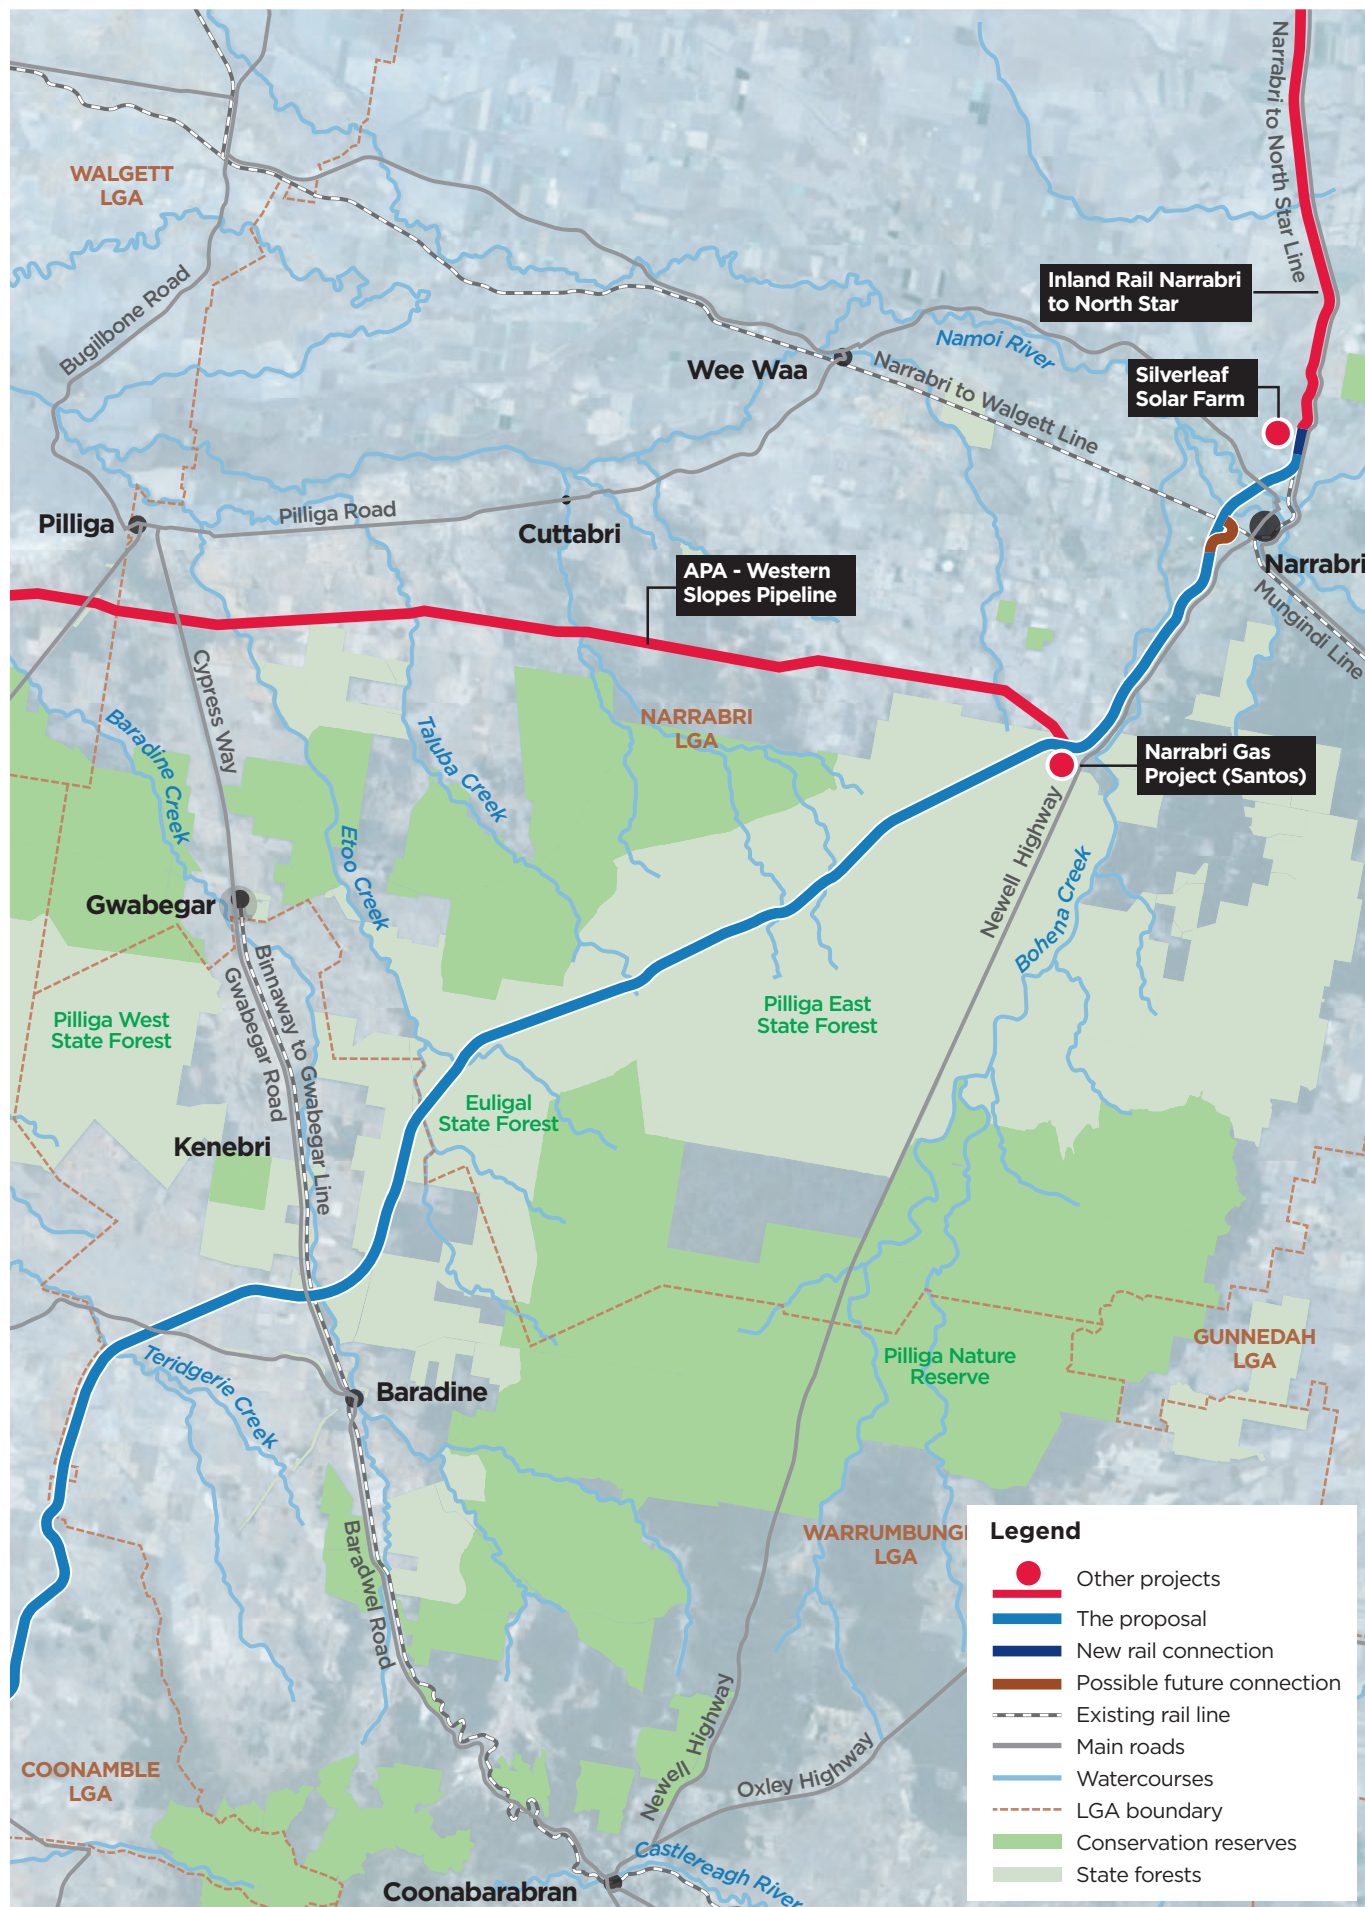 Narrabri to North Star Line
WALGETT
LGA
Bugilbone Road
Inland Rail Narrabri
to North Star
Namoi River
Wee Waa
Narrabri to Walgett Line
Silverleaf
Solar Farm
Pilliga
Pilliga Road
Cuttabri
Narrabri
APA - Western
Slopes Pipeline
Mungindi Line
Cypress Way
Baradine Creek
Taluba Creek
NARRABRI
LGA
Narrabri Gas
Project (Santos)
Newell Highway
Etoo Creek
Bohena Creek
Gwabegar
Binnaway to Gwabegar Line
Gwabegar Road
Pilliga West
State Forest
Pilliga East
State Forest
Euligal
State Forest
Kenebri
Teridgerie Creek
Baradine
Pilliga Nature
Reserve
GUNNEDAH
LGA
Baradwel Road
WARRUMBUNG
LGA
Newell Highway
Oxley Highway
COONAMBLE
LGA
Castlereagh River
Coonabarabran
Legend
Other projects
The proposal
New rail connection
Possible future connection
Existing rail line
Main roads
Watercourses
LGA boundary
Conservation reserves
State forests